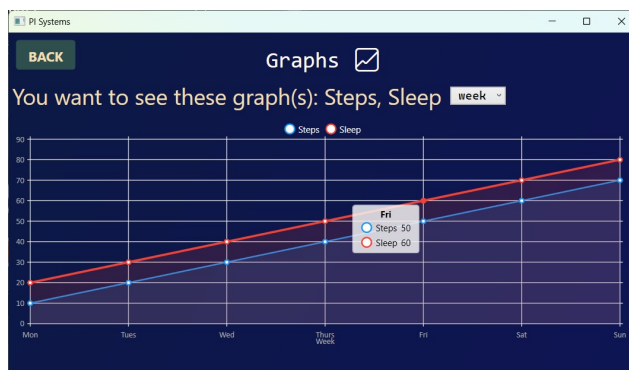 PI Systems
BACK
Graphs
You want to see these graph(s): Steps, Sleep week
Steps Sleep
90
80
70
60
50
40
30
20
10
0
Fri
Steps 50
Sleep 60
Mon Tues Wed Thurs Fri Sat Sun
Week